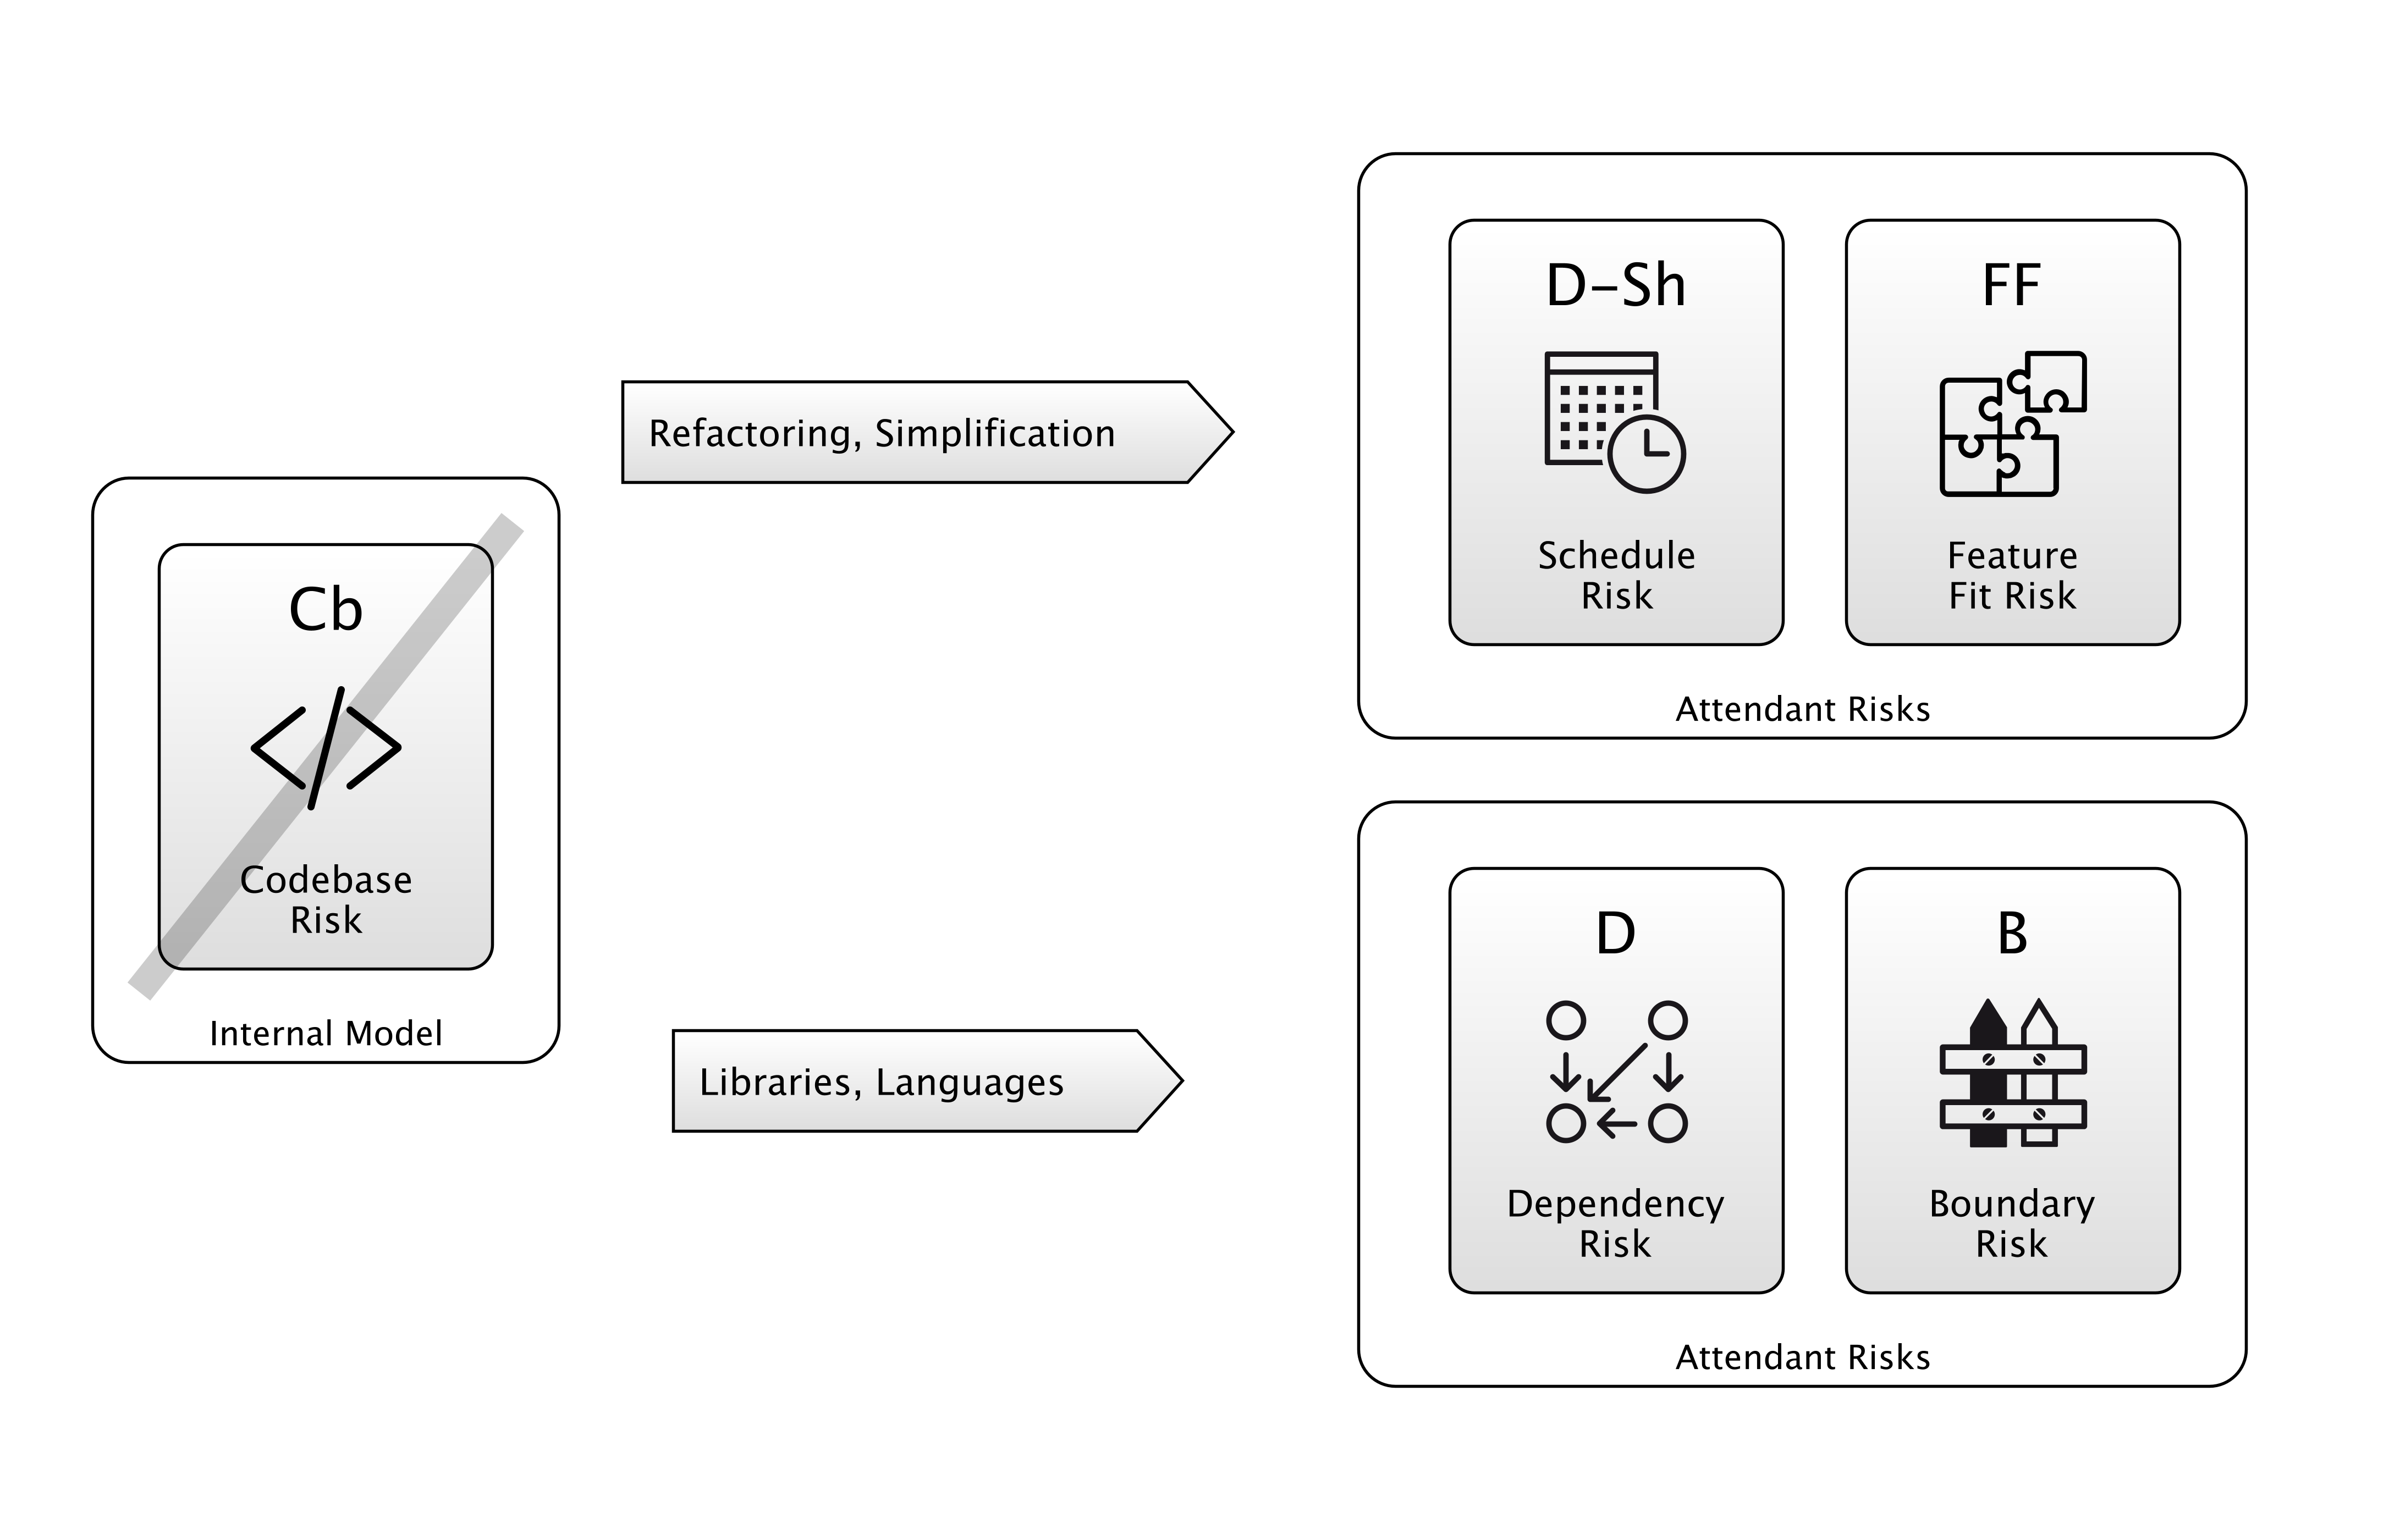 Cb
Codebase
Risk
Internal Model
Refactoring, Simplification
Libraries, Languages
D-Sh
Schedule
Risk
FF
Feature
Fit Risk
Attendant Risks
D
Dependency
Risk
B
Boundary
Risk
Attendant Risks